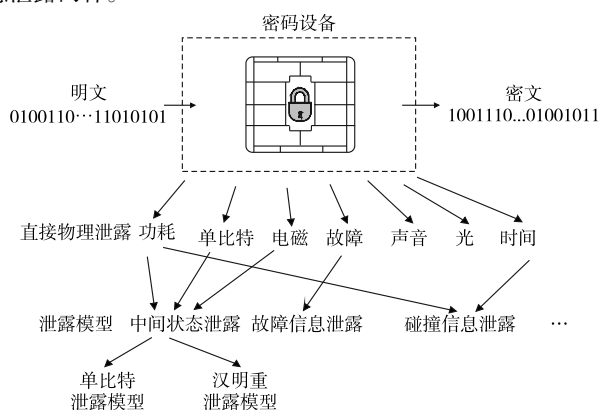 密码设备
明文
0100110…11010101
密文
1001110...01001011
直接物理泄露 功耗 单比特 电磁 故障 声音 光 时间
泄露模型 中间状态泄露 故障信息泄露 碰撞信息泄露 …
单比特
泄露模型
汉明重
泄露模型